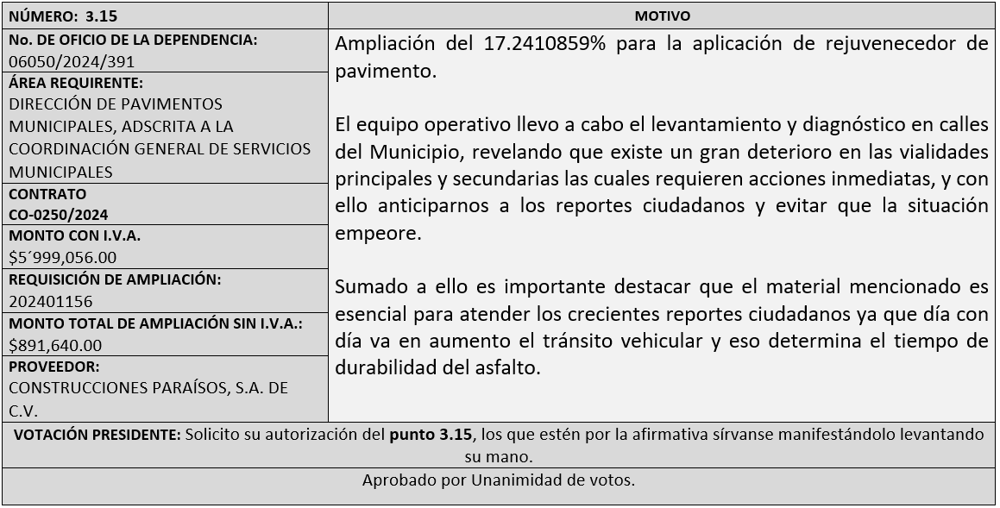 NÚMERO: 3.15
No. DE OFICIO DE LA DEPENDENCIA:
06050/2024/391
ÁREA REQUIRENTE:
DIRECCIÓN DE PAVIMENTOS
MUNICIPALES, ADSCRITA A LA
COORDINACIÓN GENERAL DE SERVICIOS
MUNICIPALES
CONTRATO
CO-0250/2024
MONTO CON I.V.A.
$5´999,056.00
REQUISICIÓN DE AMPLIACIÓN:
202401156
MONTO TOTAL DE AMPLIACIÓN SIN I.V.A.:
$891,640.00
PROVEEDOR:
CONSTRUCCIONES PARAÍSOS, S.A. DE
C.V.
MOTIVO
Ampliación del 17.2410859% para la aplicación de rejuvenecedor de
pavimento.
El equipo operativo llevo a cabo el levantamiento y diagnóstico en calles
del Municipio, revelando que existe un gran deterioro en las vialidades
principales y secundarias las cuales requieren acciones inmediatas, y con
ello anticiparnos a los reportes ciudadanos y evitar que la situación
empeore.
Sumado a ello es importante destacar que el material mencionado es
esencial para atender los crecientes reportes ciudadanos ya que día con
día va en aumento el tránsito vehicular y eso determina el tiempo de
durabilidad del asfalto.
VOTACIÓN PRESIDENTE: Solicito su autorización del punto 3.15, los que estén por la afirmativa sírvanse manifestándolo levantando
su mano.
Aprobado por Unanimidad de votos.